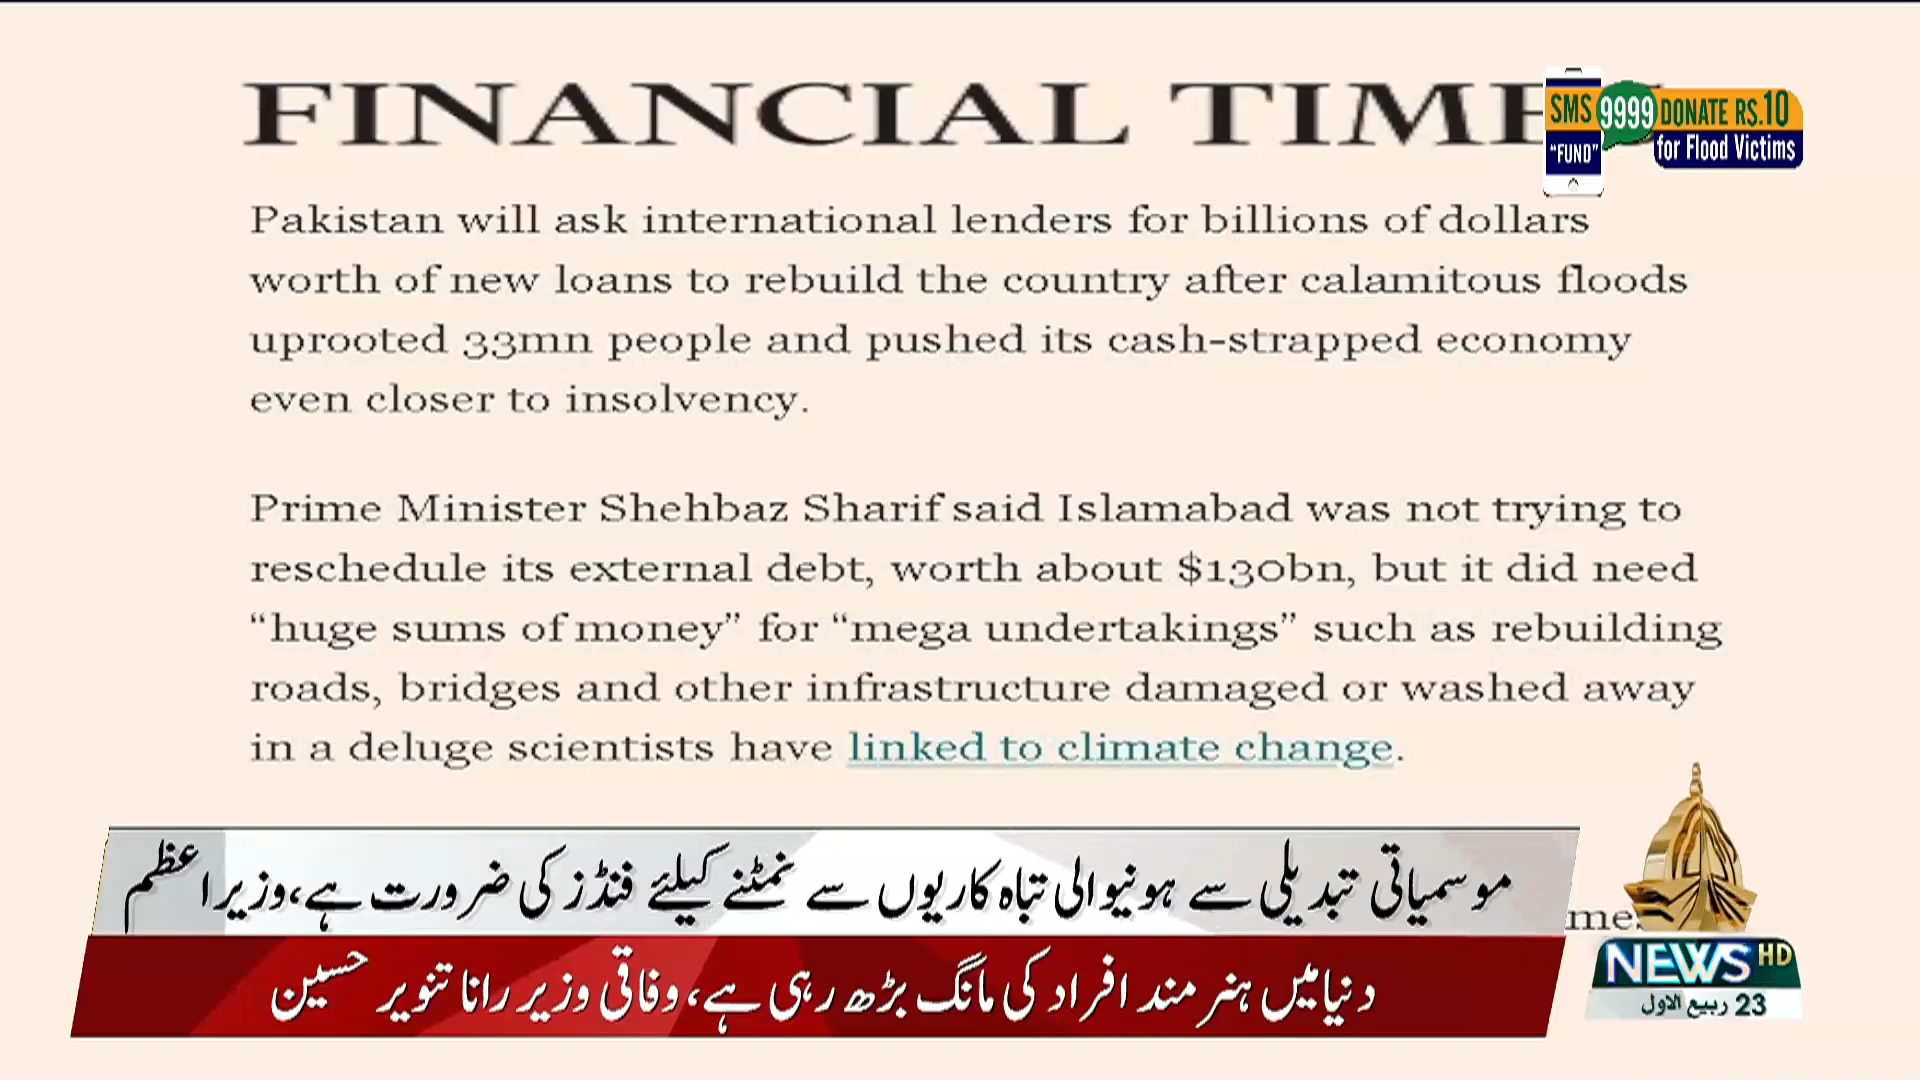 FINANCIAL TIME
SMS
"FUND"
9999
DONATE RS.10
for Flood Victims
Pakistan will ask international lenders for billions of dollars
worth of new loans to rebuild the country after calamitous floods
uprooted 33mn people and pushed its cash-strapped economy
even closer to insolvency.
Prime Minister Shehbaz Sharif said Islamabad was not trying to
reschedule its external debt, worth about $130bn, but it did need
“huge sums of money” for “mega undertakings” such as rebuilding
roads, bridges and other infrastructure damaged or washed away
in a deluge scientists have linked to climate change.
موسمیاتی تبدیلی سے ہونیوالی تباہ کاریوں سے نمٹنے کیلئے فنڈز کی ضرورت ہے، وزیراعظم
دنیا میں ہنر مند افراد کی مانگ بڑھ رہی ہے، وفاقی وزیر رانا تنویر حسین
NEWS HD
23 ربیع الاول